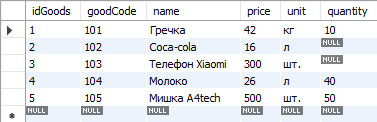 idGoods goodCode name price unit quantity
1 101 Гречка 42 кг 10
2 102 Coca-cola 16 л NULL
3 103 Телефон Xiaomi 300 шт. NULL
4 104 Молоко 26 л 40
5 105 Мишка A4tech 500 шт. 50
NULL NULL NULL NULL NULL NULL